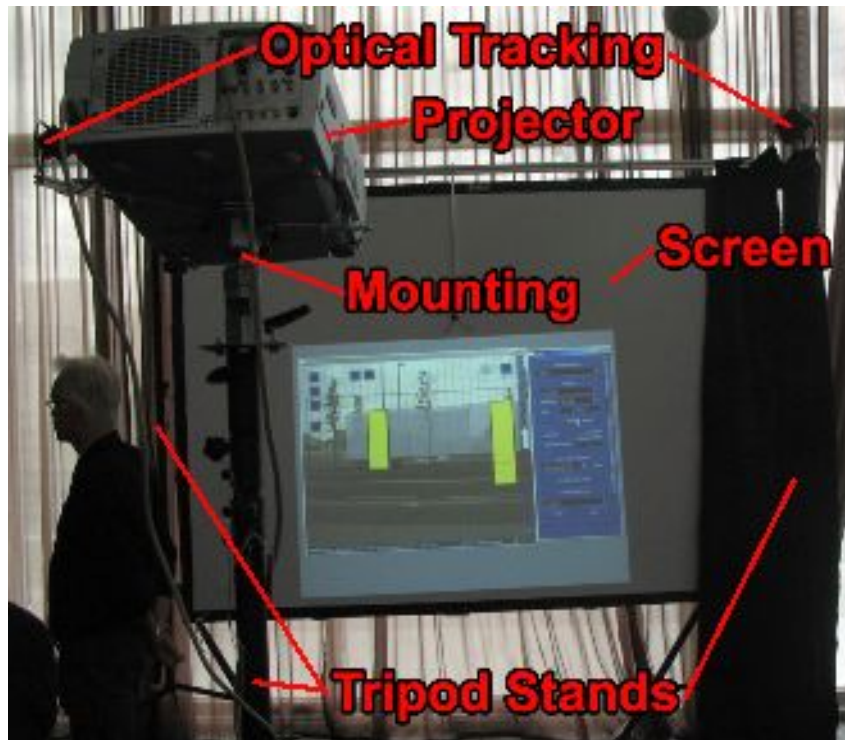 Optical Tracking
Projector
Screen
Mounting
Tripod Stands